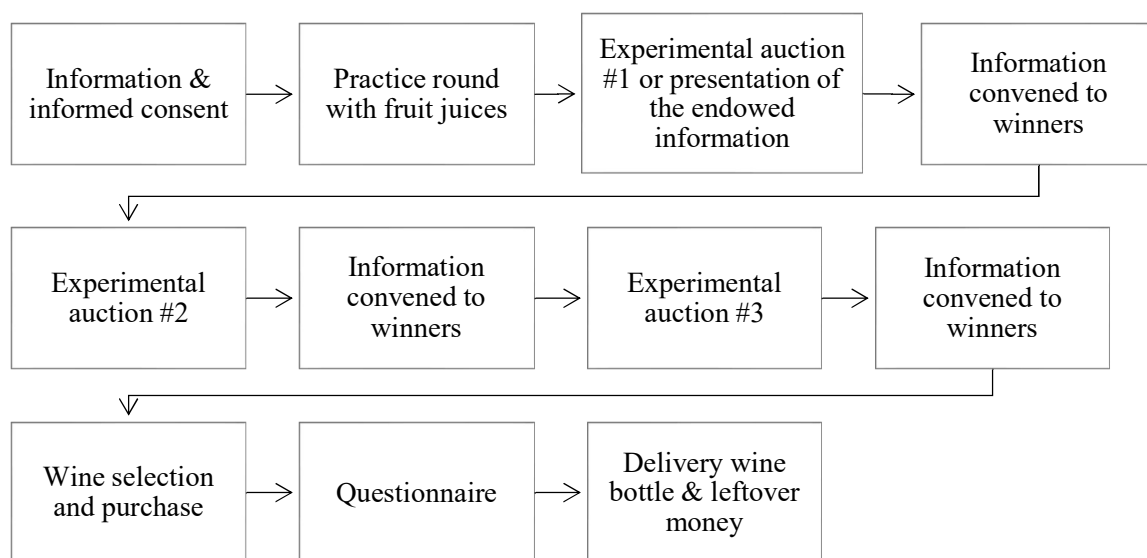 Information &
informed consent
Practice round
with fruit juices
Experimental auction
#1 or presentation of
the endowed
information
Information
convened to
winners
Experimental
auction #2
Information
convened to
winners
Experimental
auction #3
Information
convened to
winners
Wine selection
and purchase
Questionnaire
Delivery wine
bottle & leftover
money